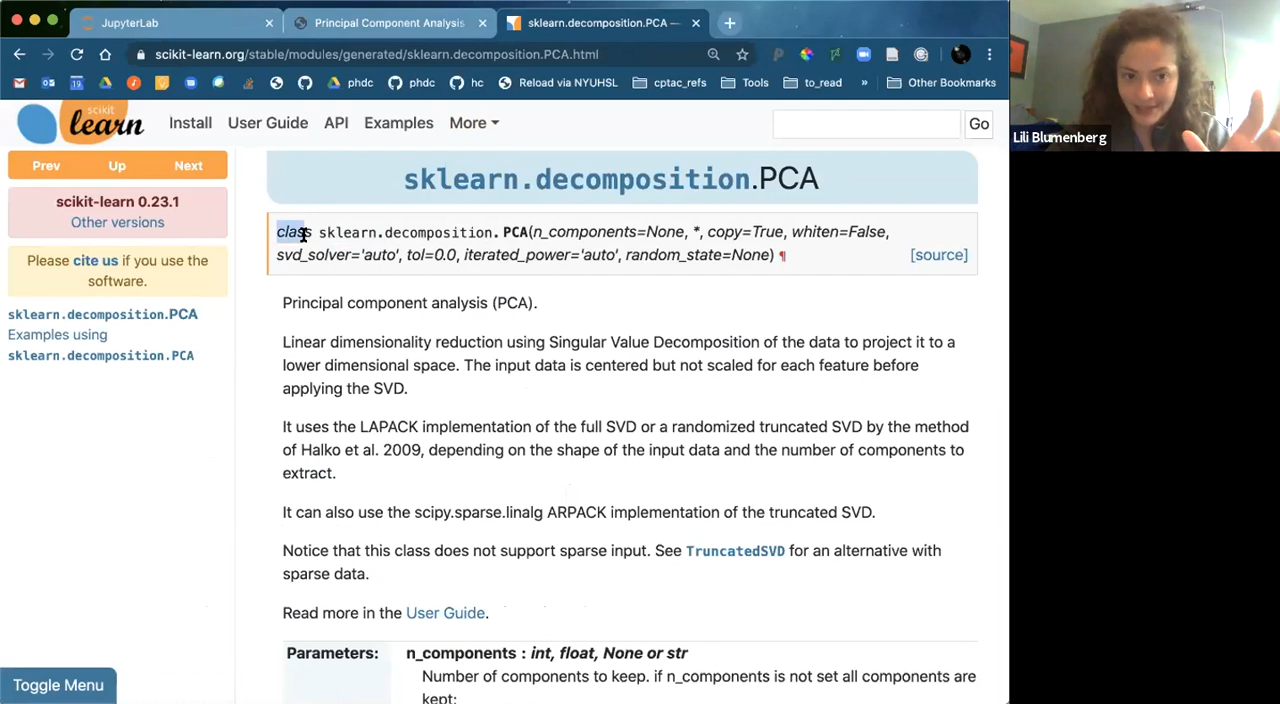 JupyterLab
Principal Component Analysis
sklearn.decomposition.PCA —
scikit-learn.org/stable/modules/generated/sklearn.decomposition.PCA.html
19
phdc
phdc
hc
Reload via NYUHSL
cptac_refs
Tools
to_read
»
Other Bookmarks
scikit
learn
Install
User Guide
API
Examples
More
Go
Prev
Up
Next
scikit-learn 0.23.1
Other versions
Please cite us if you use the
software.
sklearn.decomposition.PCA
Examples using
sklearn.decomposition.PCA
Toggle Menu
sklearn.decomposition.PCA
class sklearn.decomposition.PCA(n_components=None, *, copy=True, whiten=False,
svd_solver='auto', tol=0.0, iterated_power='auto', random_state=None) ¶
[source]
Principal component analysis (PCA).
Linear dimensionality reduction using Singular Value Decomposition of the data to project it to a
lower dimensional space. The input data is centered but not scaled for each feature before
applying the SVD.
It uses the LAPACK implementation of the full SVD or a randomized truncated SVD by the method
of Halko et al. 2009, depending on the shape of the input data and the number of components to
extract.
It can also use the scipy.sparse.linalg ARPACK implementation of the truncated SVD.
Notice that this class does not support sparse input. See TruncatedSVD for an alternative with
sparse data.
Read more in the User Guide.
Parameters:
n_components : int, float, None or str
Number of components to keep. if n_components is not set all components are
kept:
Lili Blumenberg